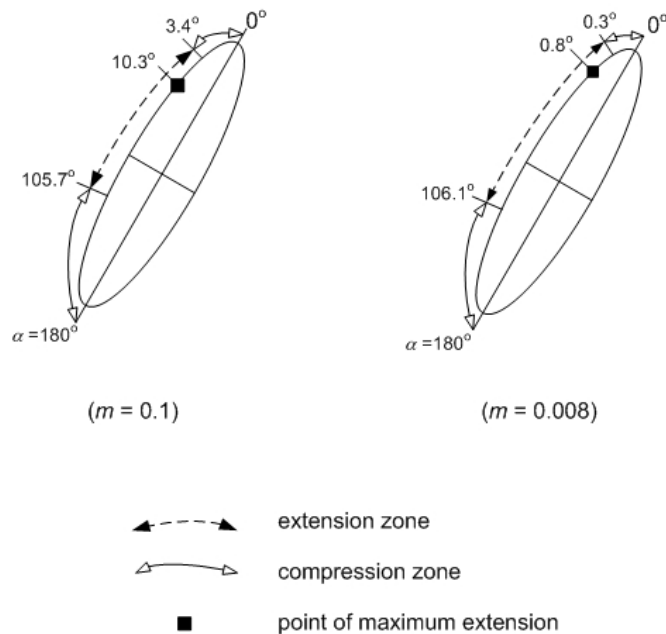 3.4° 0°
10.3°
105.7°
α =180°
(m = 0.1)
0.3° 0°
0.8°
106.1°
α =180°
(m = 0.008)
extension zone
compression zone
point of maximum extension